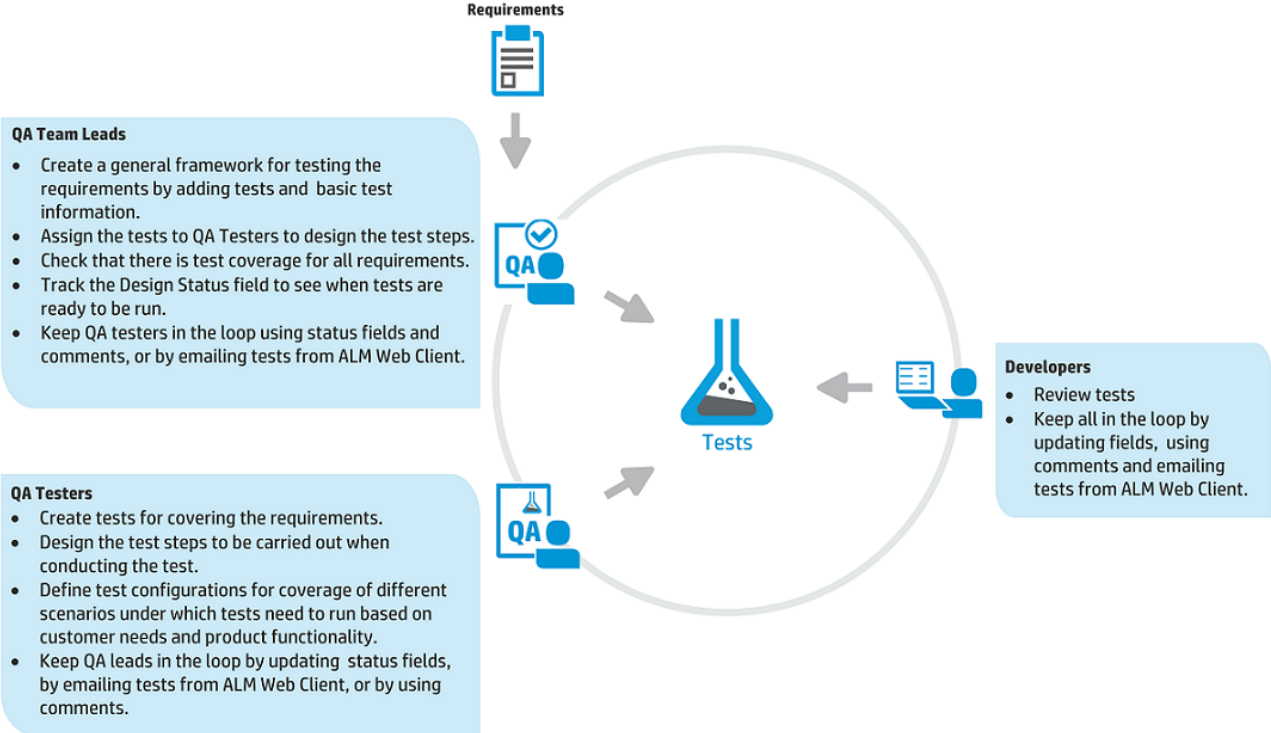 Requirements
QA Team Leads
• Create a general framework for testing the
requirements by adding tests and basic test
information.
• Assign the tests to QA Testers to design the test steps.
• Check that there is test coverage for all requirements.
• Track the Design Status field to see when tests are
ready to be run.
• Keep QA testers in the loop using status fields and
comments, or by emailing tests from ALM Web Client.
QA
Tests
Developers
• Review tests
• Keep all in the loop by
updating fields, using
comments and emailing
tests from ALM Web Client.
QA Testers
• Create tests for covering the requirements.
• Design the test steps to be carried out when
conducting the test.
• Define test configurations for coverage of different
scenarios under which tests need to run based on
customer needs and product functionality.
• Keep QA leads in the loop by updating status fields,
by emailing tests from ALM Web Client, or by using
comments.
QA